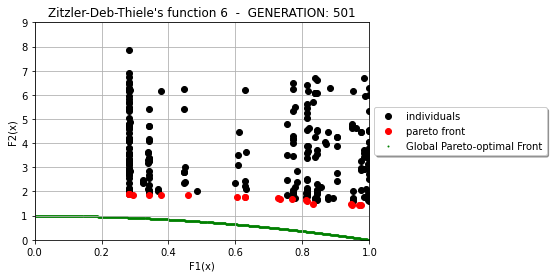 Zitzler-Deb-Thiele's function 6 - GENERATION: 501
9
8
7
6
5
4
3
2
1
0
F2(x)
0.0 0.2 0.4 0.6 0.8 1.0
F1(x)
individuals
pareto front
Global Pareto-optimal Front